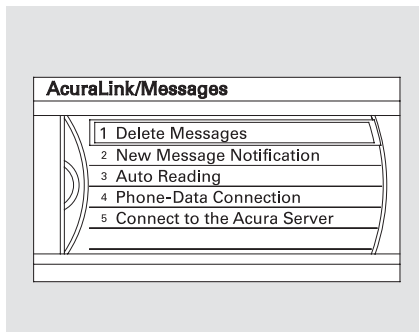 AcuraLink/Messages
1 Delete Messages
2 New Message Notification
3 Auto Reading
4 Phone-Data Connection
5 Connect to the Acura Server